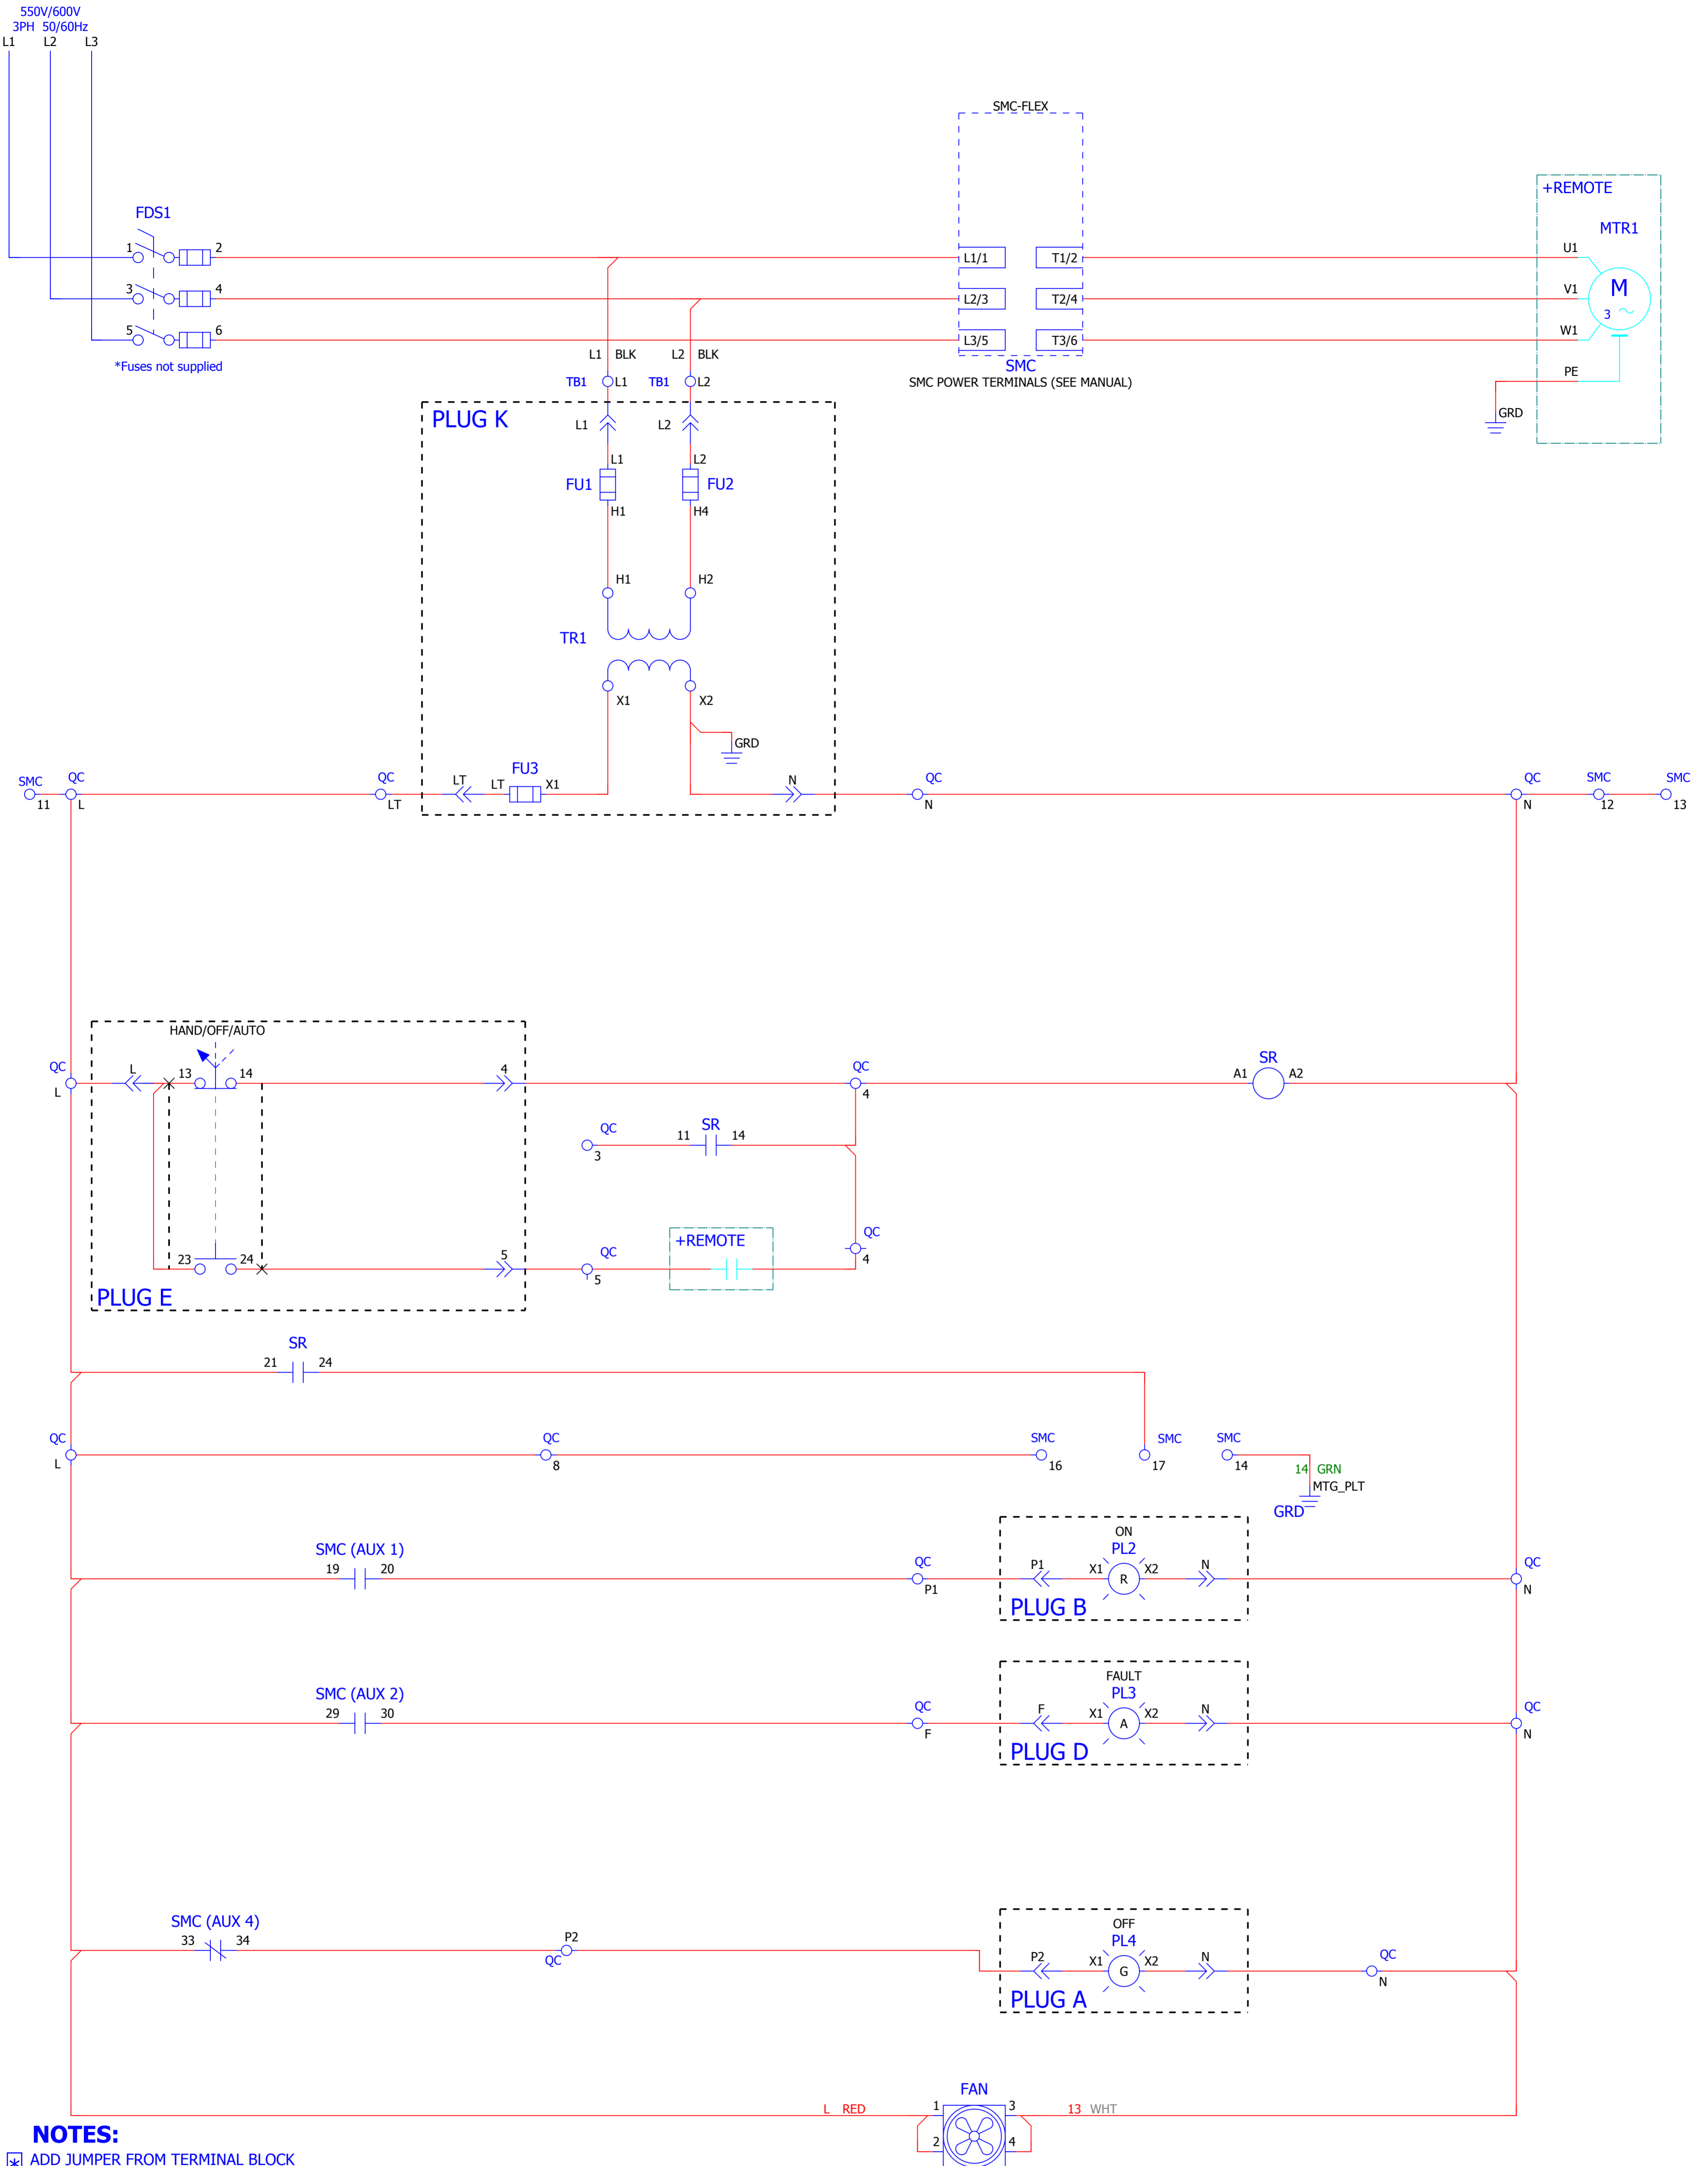 550V/600V
3PH 50/60Hz
L1 L2 L3
SMC-FLEX
+REMOTE
FDS1
MTR1
1 2
L1/1 T1/2
U1
3 4
L2/3 T2/4
V1
M
3
5 6
L3/5 T3/6
W1
*Fuses not supplied
L1 BLK L2 BLK
SMC
SMC POWER TERMINALS (SEE MANUAL)
PE
TB1 L1 TB1 L2
GRD
PLUG K
L1 L2
L1 L2
FU1 FU2
H1 H4
H1 H2
TR1
X1 X2
GRD
SMC QC QC LT LT FU3 X1 N QC QC SMC SMC
11 L LT N N 12 13
HAND/OFF/AUTO
QC L 13 14 4 QC A1 SR A2
L 4
QC 11 SR 14
3
+REMOTE
QC
4
23 24 5 QC
5
PLUG E
SR
21 24
QC QC SMC SMC SMC
L 8 16 17 14
14 GRN
MTG_PLT
GRD
ON
SMC (AUX 1) PL2
19 20 QC P1 X1 R X2 N QC
P1 N
PLUG B
FAULT
SMC (AUX 2) PL3
29 30 QC F X1 A X2 N QC
F N
PLUG D
OFF
SMC (AUX 4) PL4
33 34 P2
QC
P2 X1 G X2 N QC
N
PLUG A
FAN
L RED 1 3 13 WHT
2 4
NOTES:
* ADD JUMPER FROM TERMINAL BLOCK